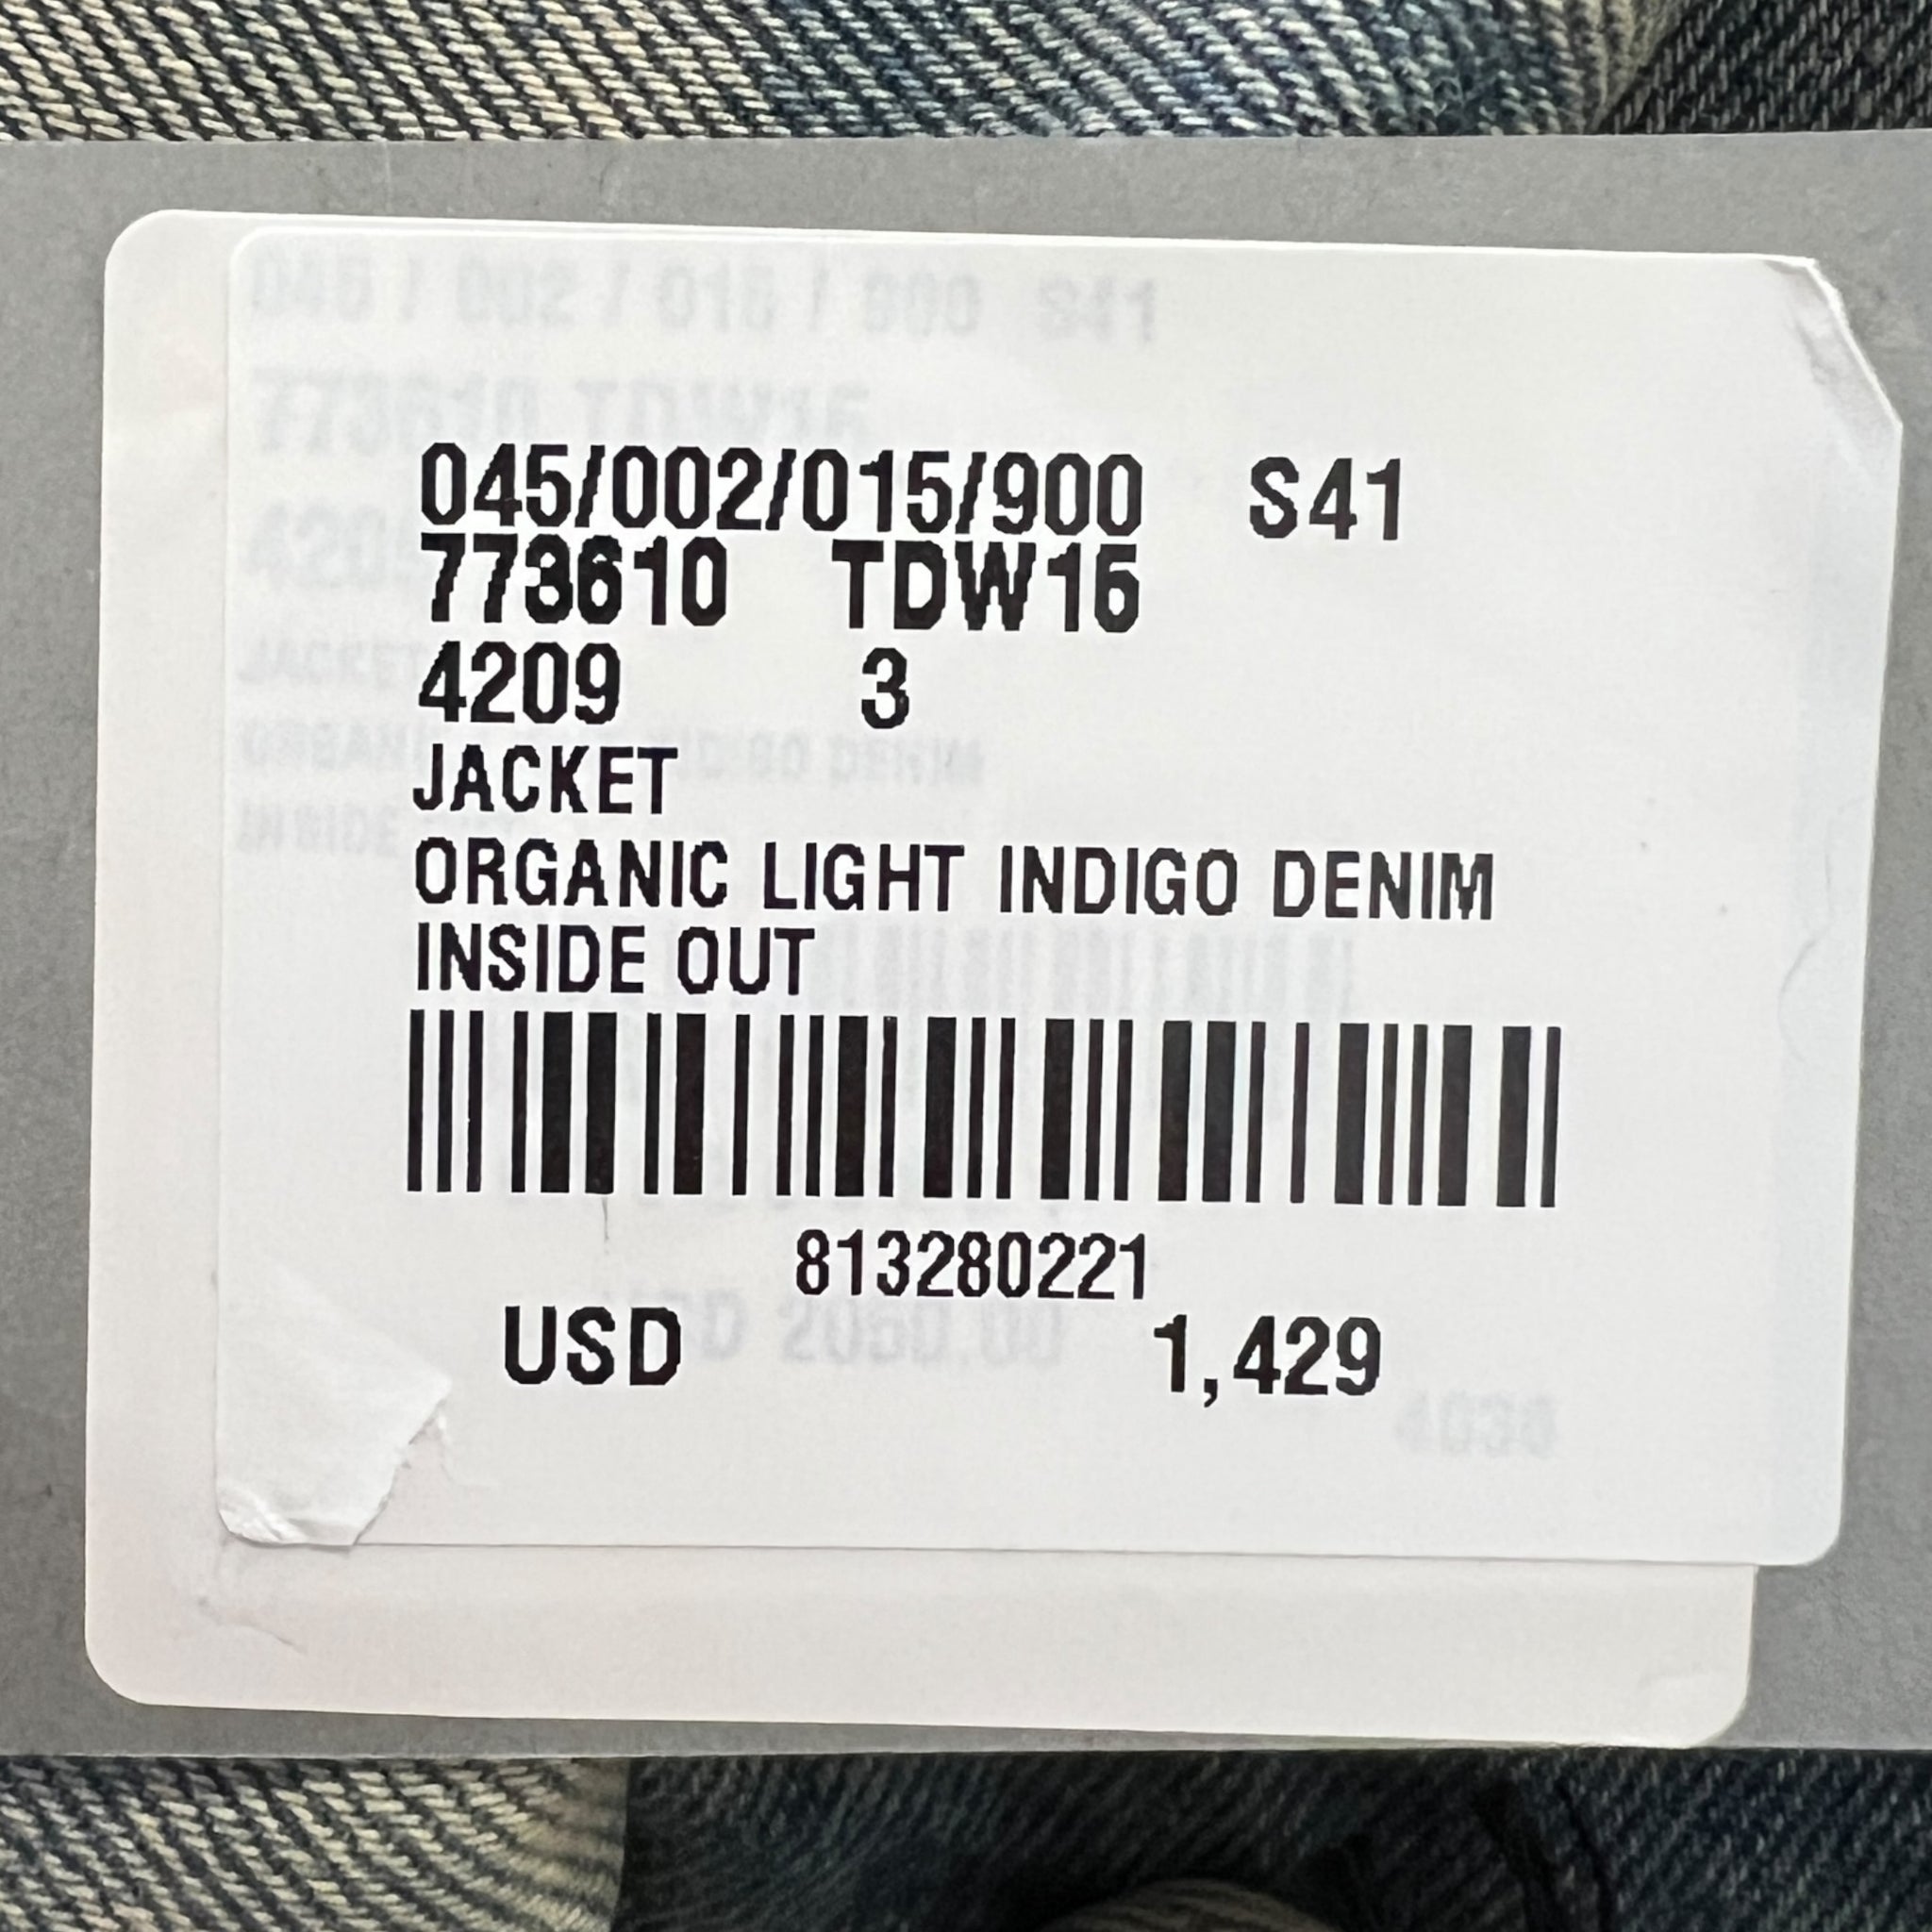 045/002/015/900 S41
773610 TDW16
4209 3
JACKET
ORGANIC LIGHT INDIGO DENIM
INSIDE OUT
813280221
USD 1,429